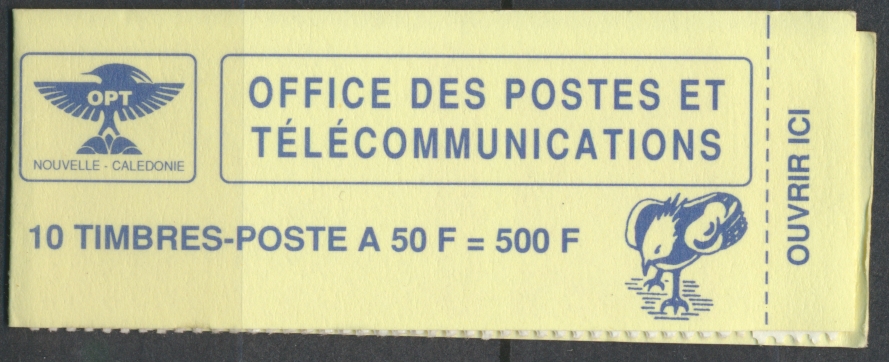 OPT
NOUVELLE - CALEDONIE
OFFICE DES POSTES ET
TÉLÉCOMMUNICATIONS
10 TIMBRES-POSTE A 50 F = 500 F
OUVRIR ICI